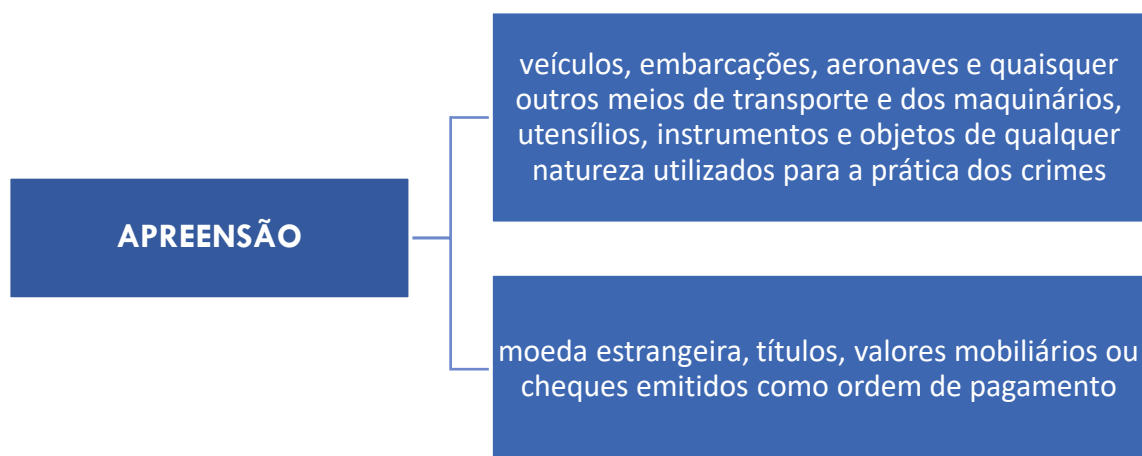 APREENSÃO
veículos, embarcações, aeronaves e quaisquer
outros meios de transporte e dos maquinários,
utensílios, instrumentos e objetos de qualquer
natureza utilizados para a prática dos crimes
moeda estrangeira, títulos, valores mobiliários ou
cheques emitidos como ordem de pagamento